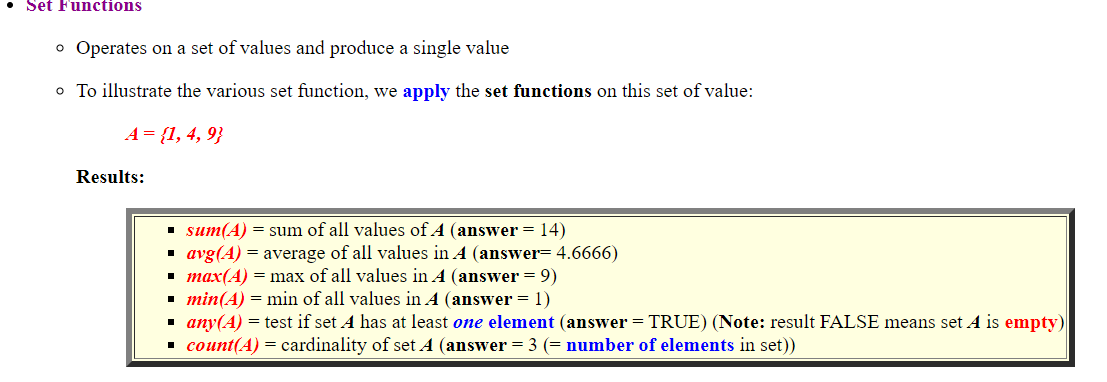 Set Functions
Operates on a set of values and produce a single value
To illustrate the various set function, we apply the set functions on this set of value:
A = {1, 4, 9}
Results:
sum(A) = sum of all values of A (answer = 14)
avg(A) = average of all values in A (answer= 4.6666)
max(A) = max of all values in A (answer = 9)
min(A) = min of all values in A (answer = 1)
any(A) = test if set A has at least one element (answer = TRUE) (Note: result FALSE means set A is empty)
count(A) = cardinality of set A (answer = 3 (= number of elements in set))